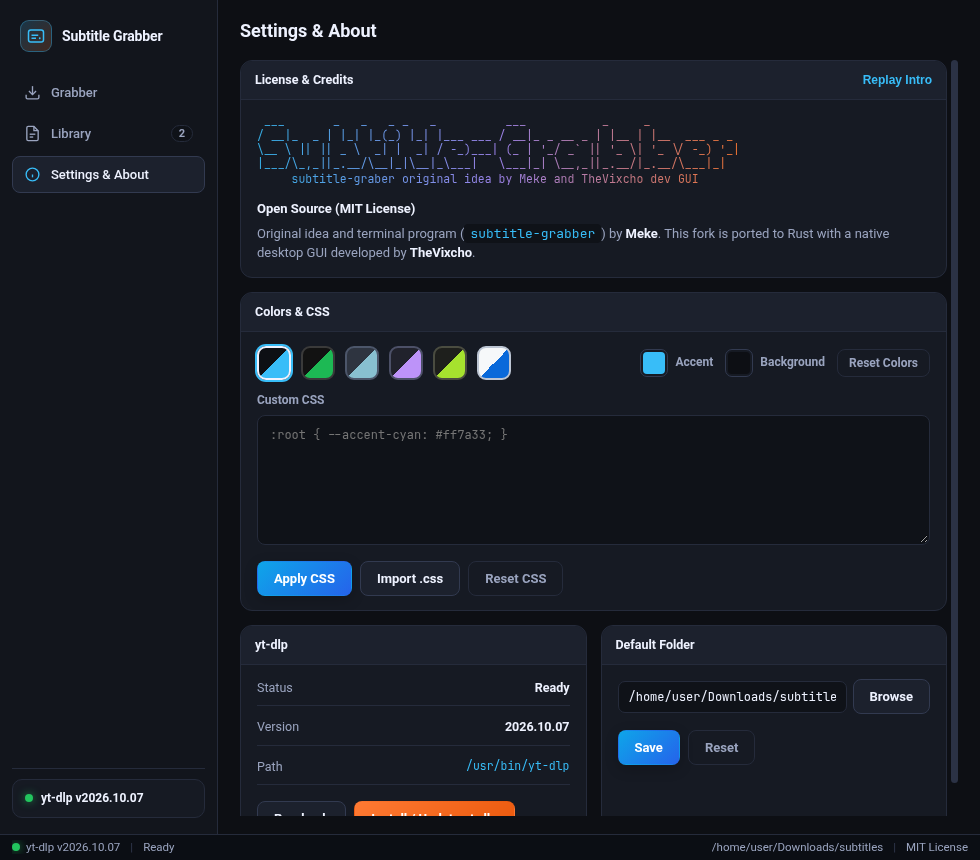 Subtitle Grabber
Grabber
Library 2
Settings & About
yt-dlp v2026.10.07
Settings & About
License & Credits Replay Intro
subtitle-graber original idea by Meke and TheVixcho dev GUI
Open Source (MIT License)
Original idea and terminal program ( subtitle-grabber ) by Meke. This fork is ported to Rust with a native
desktop GUI developed by TheVixcho.
Colors & CSS
Accent Background Reset Colors
Custom CSS
:root { --accent-cyan: #ff7a33; }
Apply CSS Import .css Reset CSS
yt-dlp
Status Ready
Version 2026.10.07
Path /usr/bin/yt-dlp
Default Folder
/home/user/Downloads/subtitle
Browse
Save Reset
yt-dlp v2026.10.07 | Ready
/home/user/Downloads/subtitles | MIT License